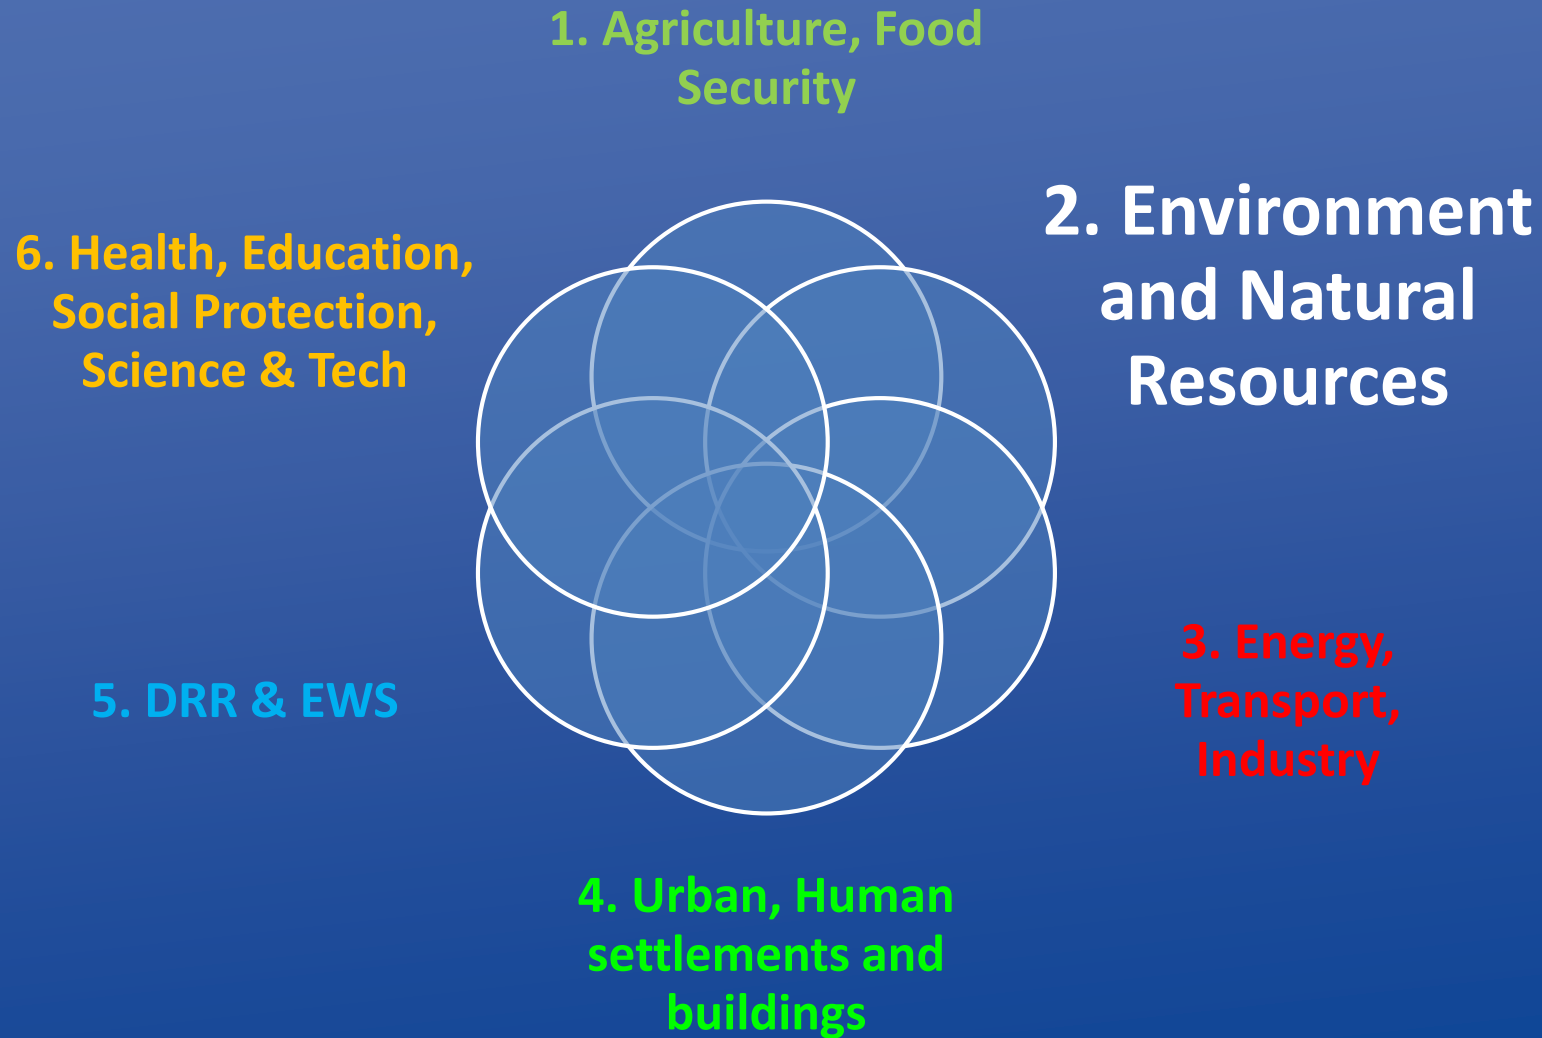 1. Agriculture, Food
Security
2. Environment
and Natural
Resources
3. Energy,
Transport,
Industry
4. Urban, Human
settlements and
buildings
5. DRR & EWS
6. Health, Education,
Social Protection,
Science & Tech